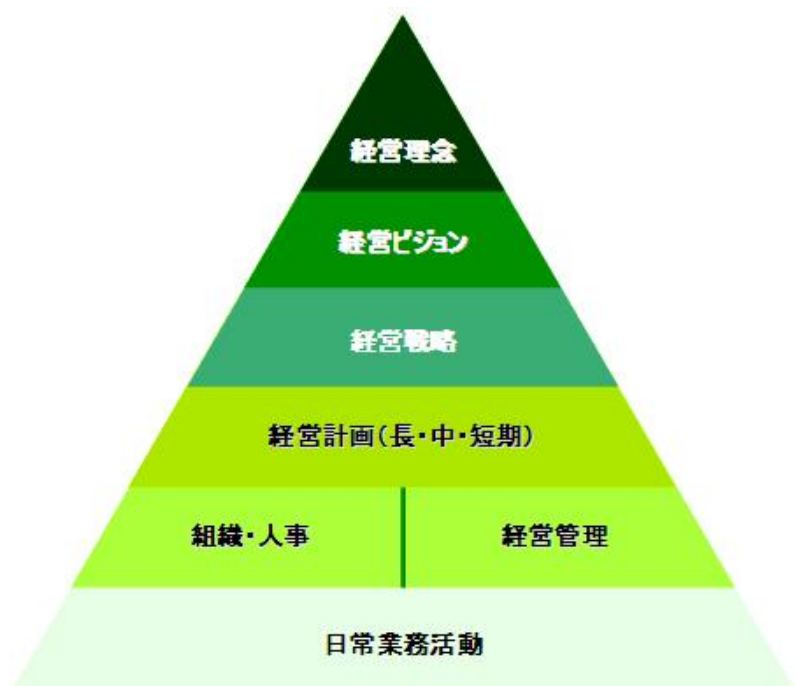 経営理念
経営ビジョン
経営戦略
経営計画(長・中・短期)
組織・人事
経営管理
日常業務活動